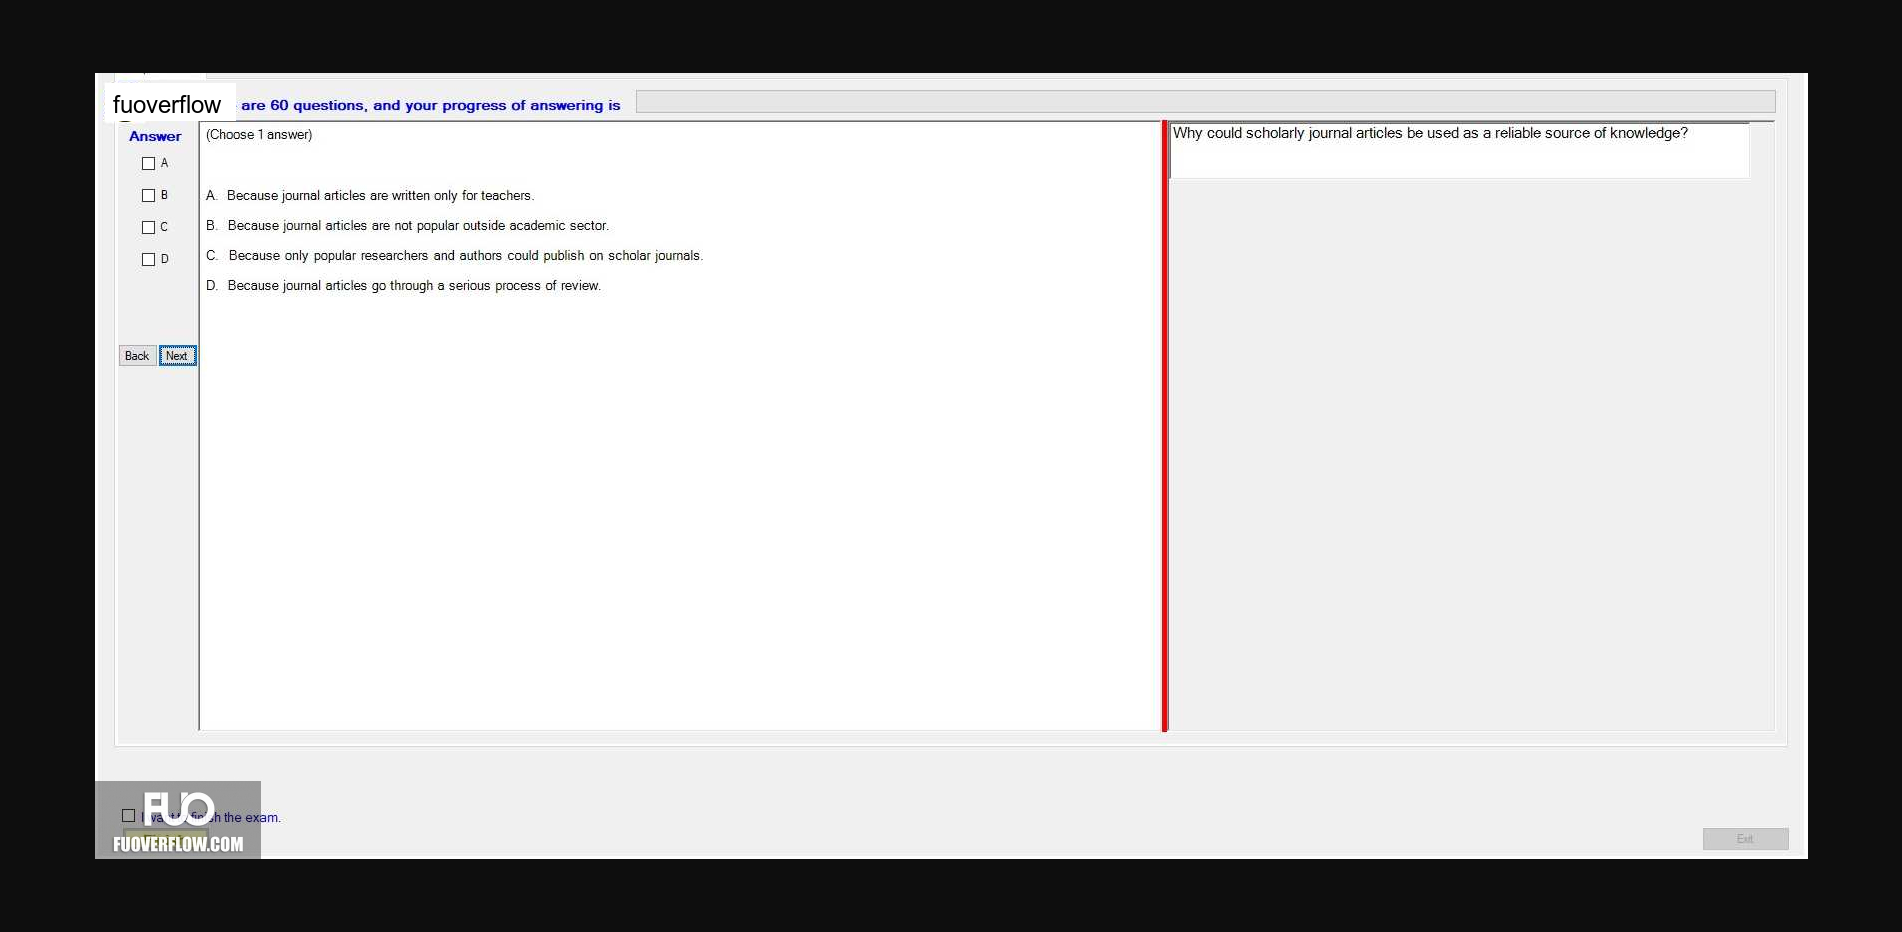 fuoverflow
are 60 questions, and your progress of answering is
Answer
(Choose 1 answer)
A
B
C
D
A. Because journal articles are written only for teachers.
B. Because journal articles are not popular outside academic sector.
C. Because only popular researchers and authors could publish on scholar journals.
D. Because journal articles go through a serious process of review.
Back
Next
Why could scholarly journal articles be used as a reliable source of knowledge?
FUO
the exam.
FUOVERFLOW.COM
Exit